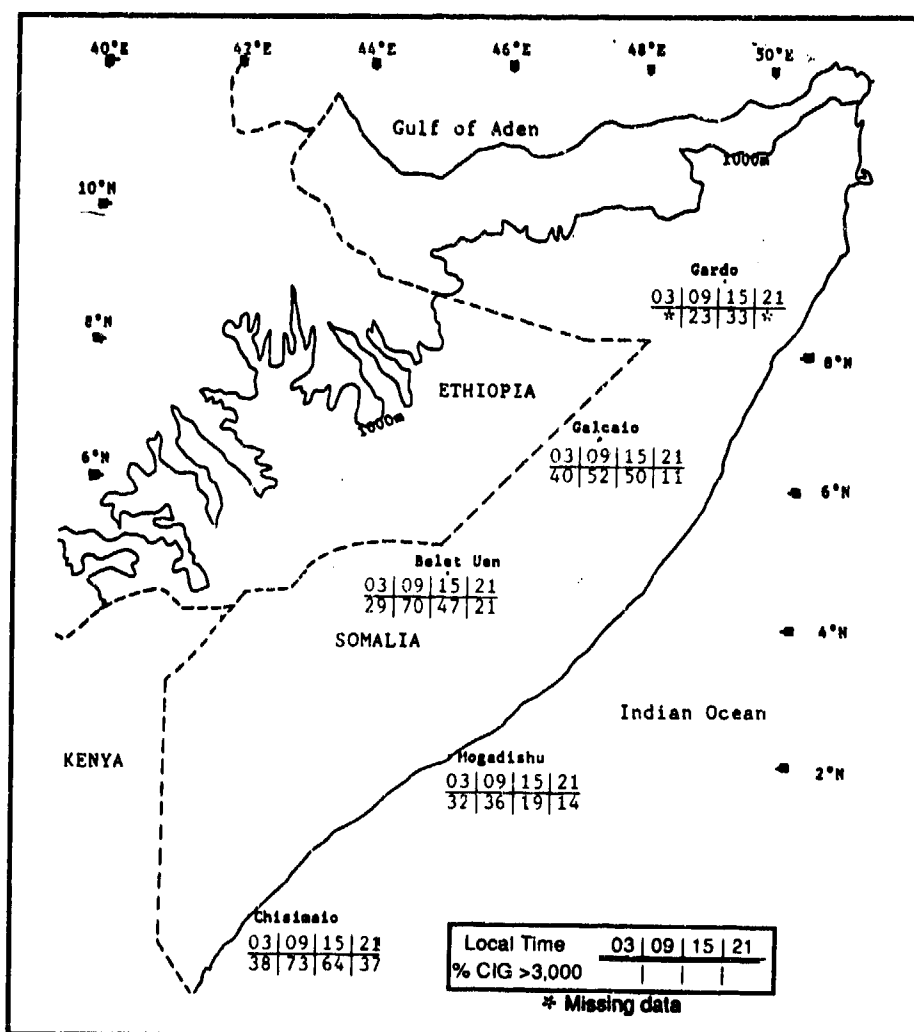 40°E 42°E 44°E 46°E 48°E 50°E
Gulf of Aden
1000m
10°N
Gardo
03 | 09 | 15 | 21
* | 23 | 33 | *
8°N
8°N
ETHIOPIA
1000m
Galcaio
03 | 09 | 15 | 21
40 | 52 | 50 | 11
6°N
6°N
Belet Uen
03 | 09 | 15 | 21
29 | 70 | 47 | 21
SOMALIA
4°N
Indian Ocean
KENYA
Mogadishu
03 | 09 | 15 | 21
32 | 36 | 19 | 14
2°N
Chisimaio
03 | 09 | 15 | 21
38 | 73 | 64 | 37
Local Time 03 | 09 | 15 | 21
% CIG >3,000
* Missing data